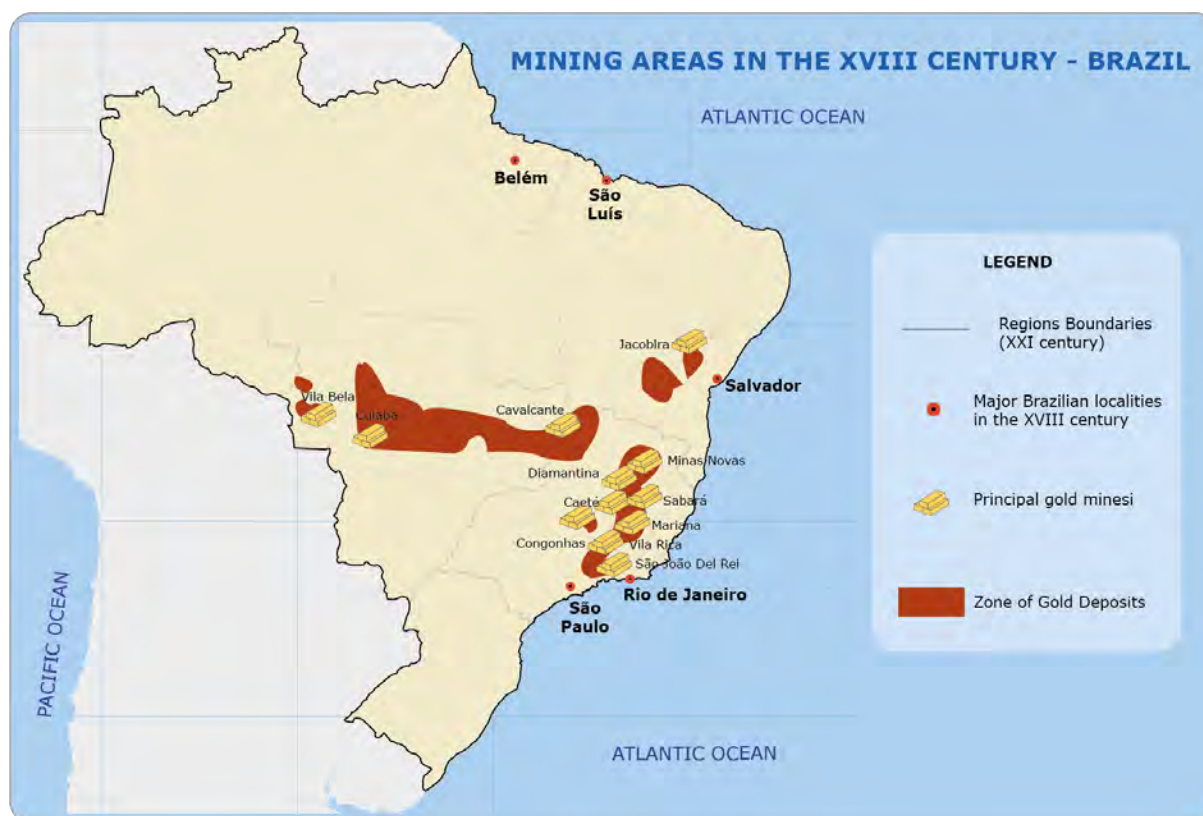 MINING AREAS IN THE XVIII CENTURY - BRAZIL
ATLANTIC OCEAN
Belém
São
Luís
LEGEND
Regions Boundaries
(XXI century)
Jacobira
Salvador
Major Brazilian localities
in the XVIII century
Vila Bela
Cuiabá
Cavalcante
Minas Novas
Diamantina
Caeté
Sabará
Principal gold minesi
Mariana
Congonhas
Vila Rica
São João Del Rei
Rio de Janeiro
São
Paulo
Zone of Gold Deposits
PACIFIC OCEAN
ATLANTIC OCEAN